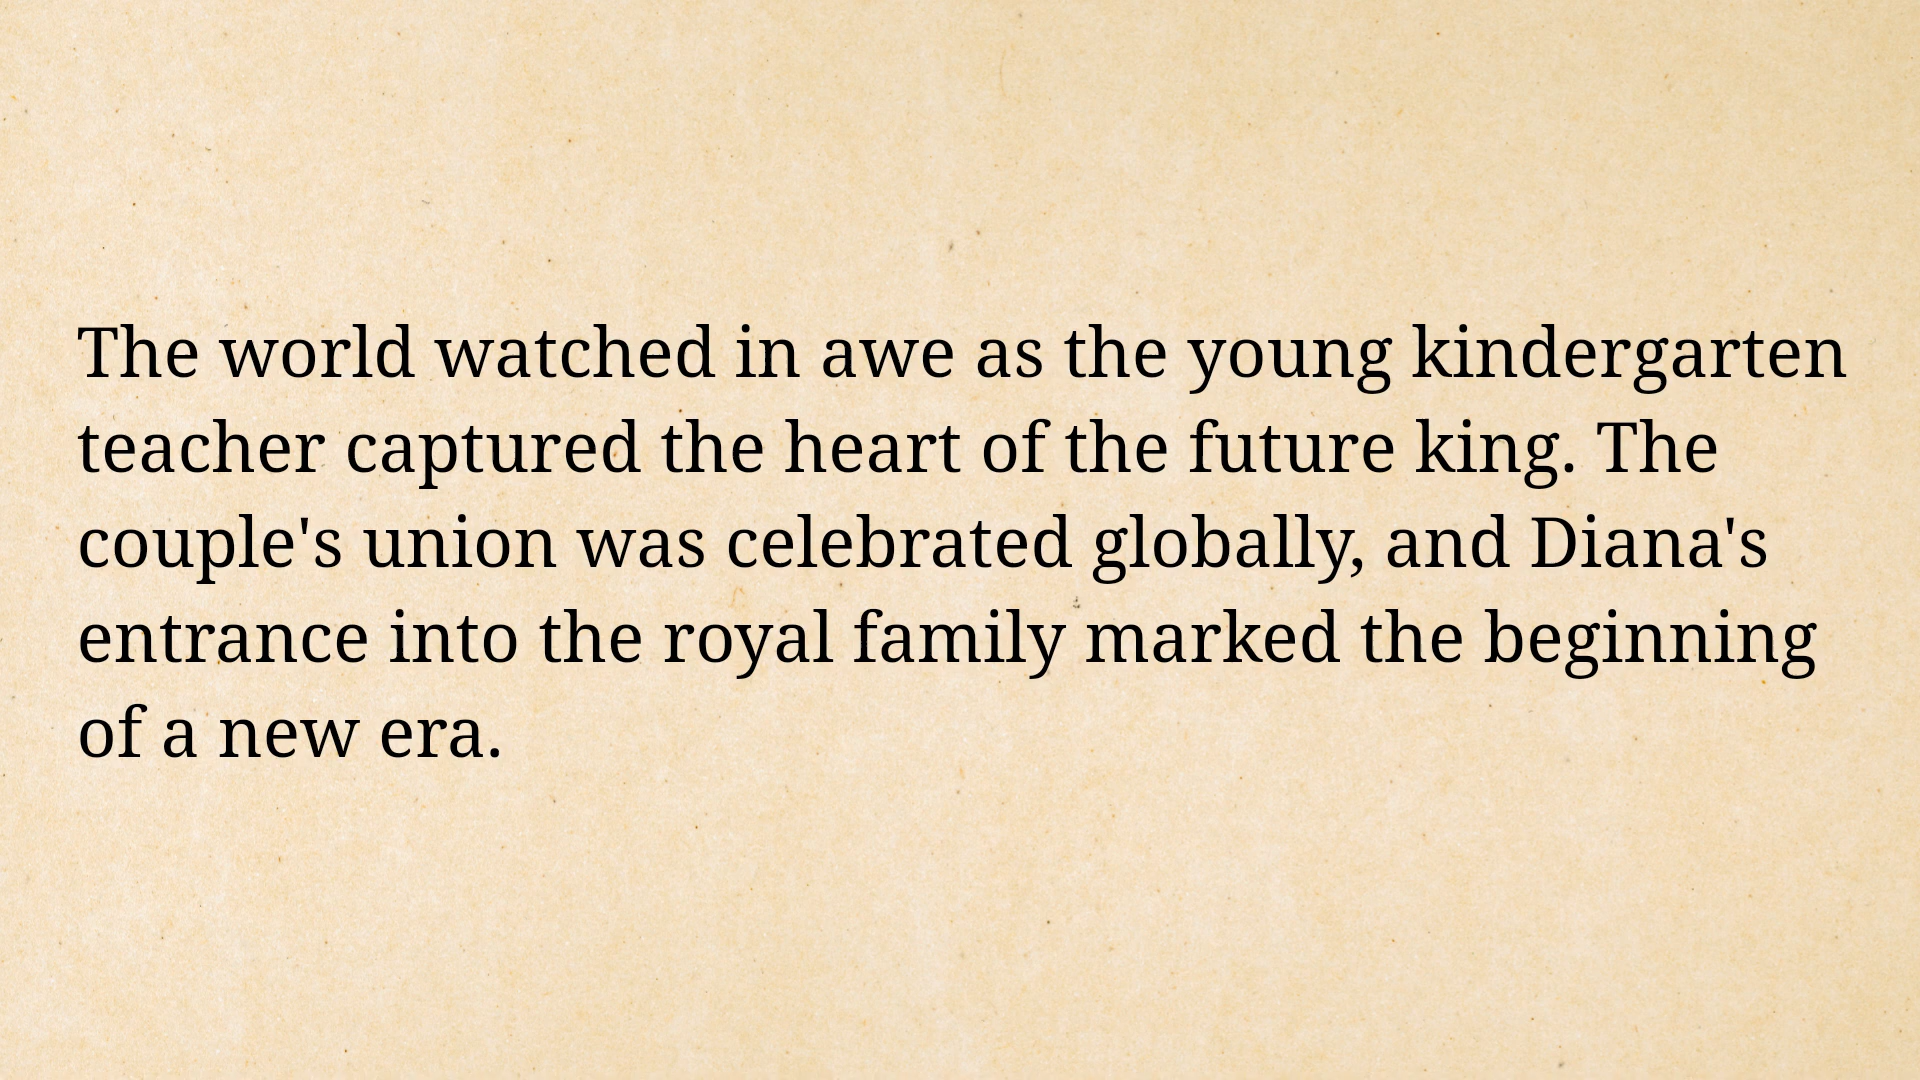 The world watched in awe as the young kindergarten
teacher captured the heart of the future king. The
couple's union was celebrated globally, and Diana's
entrance into the royal family marked the beginning
of a new era.